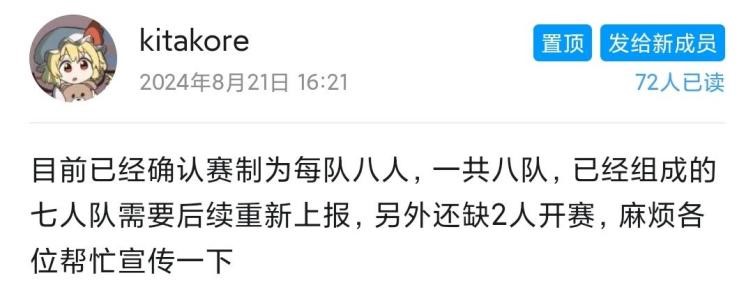 kitakore
置顶
发给新成员
2024年8月21日 16:21
72人已读
目前已经确认赛制为每队八人，一共八队，已经组成的
七人队需要后续重新上报，另外还缺2人开赛，麻烦各
位帮忙宣传一下